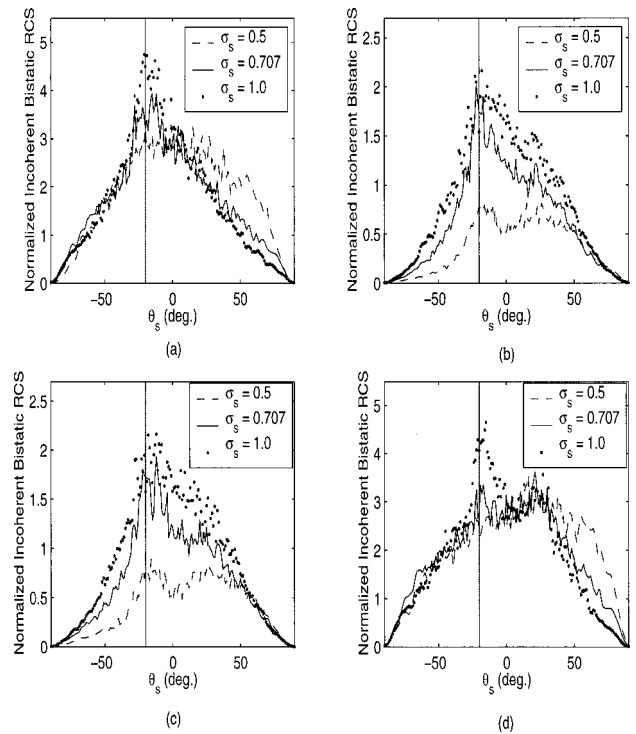 Normalized Incoherent Bistatic RCS
5
4
3
2
1
0
−50 0 50
θs (deg.)
σs = 0.5
σs = 0.707
σs = 1.0
(a)
Normalized Incoherent Bistatic RCS
2.5
2
1.5
1
0.5
0
−50 0 50
θs (deg.)
σs = 0.5
σs = 0.707
σs = 1.0
(b)
Normalized Incoherent Bistatic RCS
2.5
2
1.5
1
0.5
0
−50 0 50
θs (deg.)
σs = 0.5
σs = 0.707
σs = 1.0
(c)
Normalized Incoherent Bistatic RCS
5
4
3
2
1
0
−50 0 50
θs (deg.)
σs = 0.5
σs = 0.707
σs = 1.0
(d)